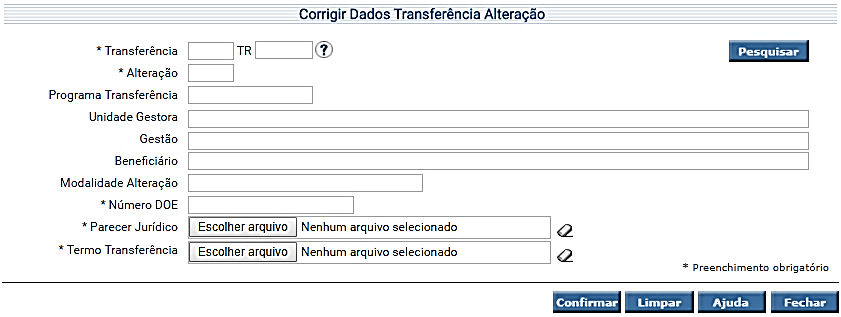 Corrigir Dados Transferência Alteração
* Transferência TR ? Pesquisar
* Alteração
Programa Transferência
Unidade Gestora
Gestão
Beneficiário
Modalidade Alteração
* Número DOE
* Parecer Jurídico Escolher arquivo Nenhum arquivo selecionado
* Termo Transferência Escolher arquivo Nenhum arquivo selecionado
* Preenchimento obrigatório
Confirmar Limpar Ajuda Fechar